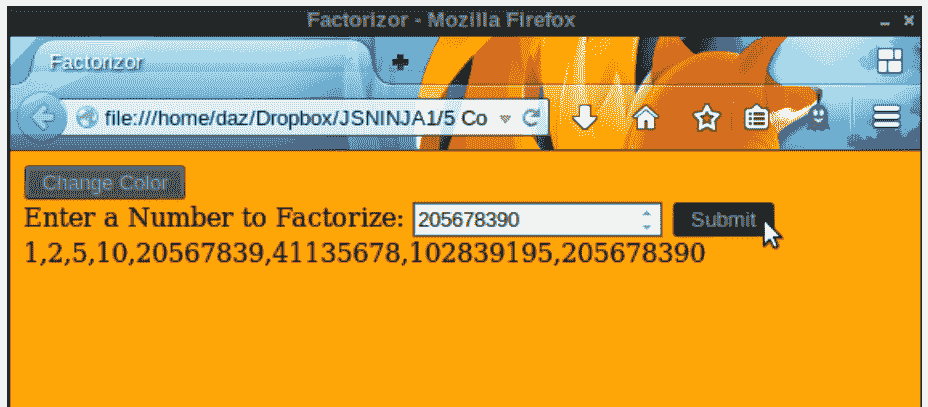 Factorizor - Mozilla Firefox
Factorizor
file:///home/daz/Dropbox/JSNINJA1/5 Co
Change Color
Enter a Number to Factorize: 205678390 Submit
1,2,5,10,20567839,41135678,102839195,205678390